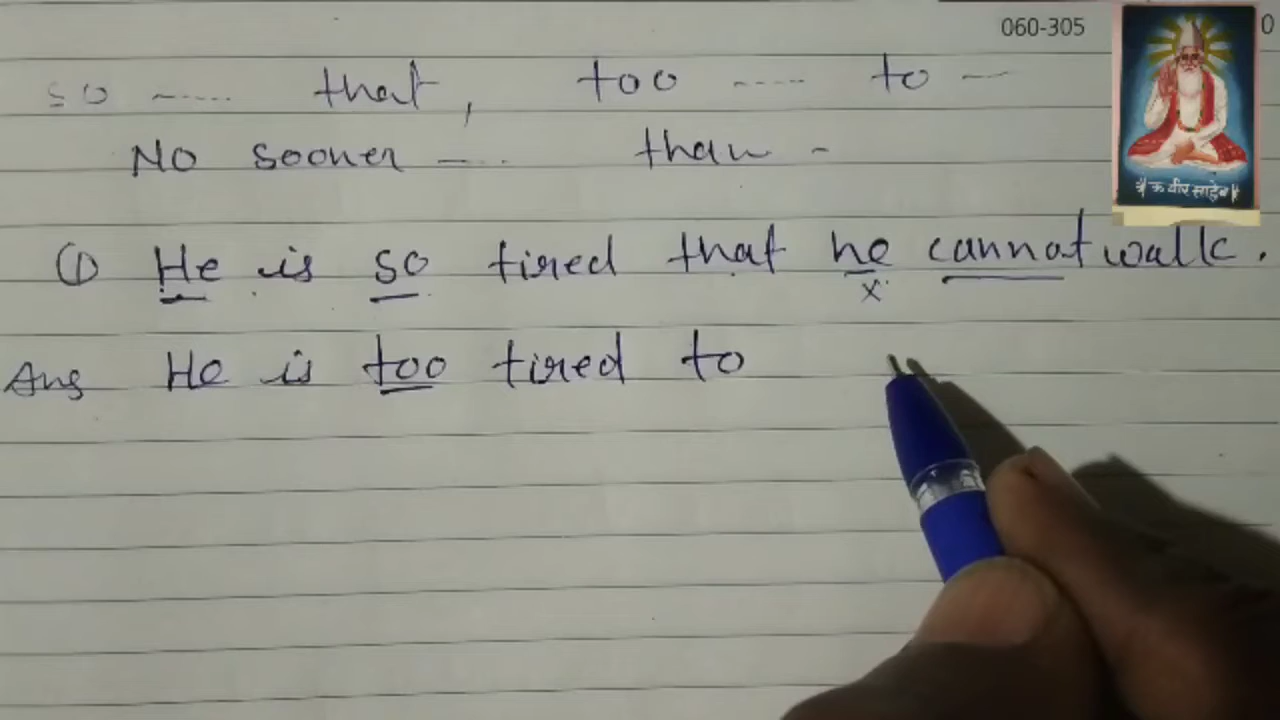 060-305
so ----- that, too ----- to —
No sooner -... than -
① He is so tired that he cannot walk.
x
Ans He is too tired to